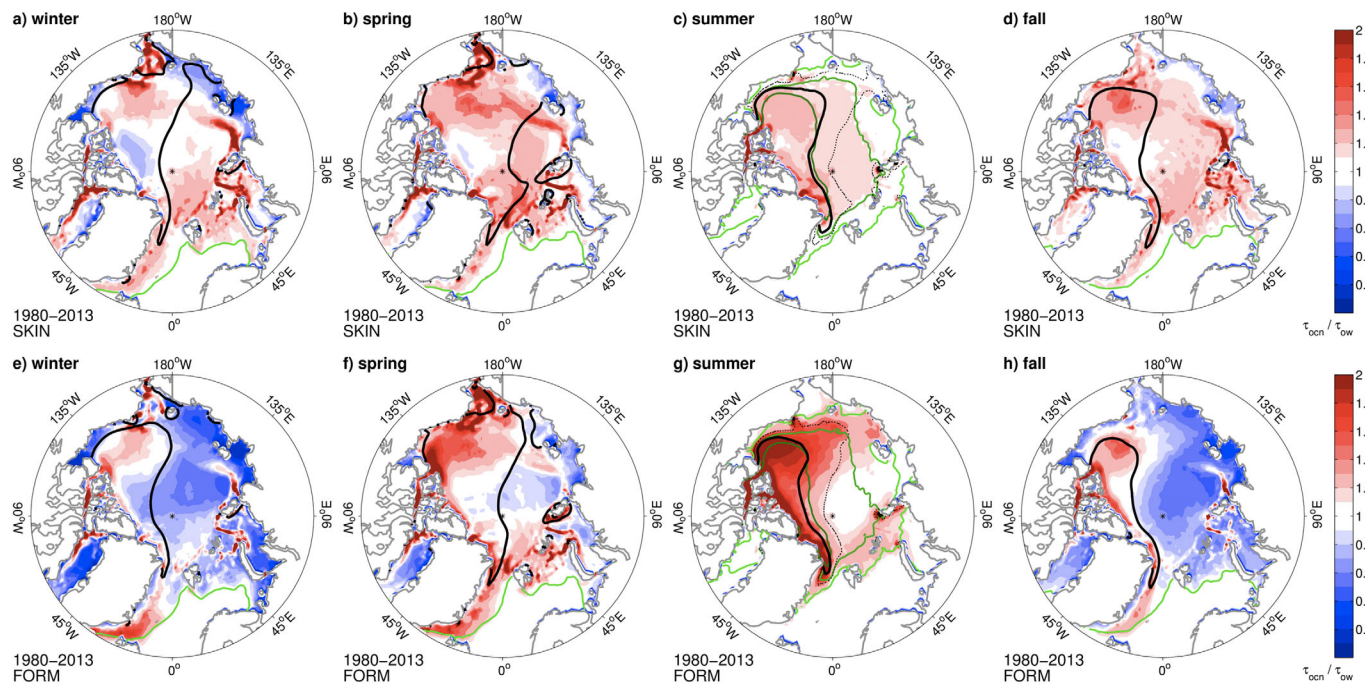 a) winter
180°W
135°W
135°E
90°W
90°E
45°W
45°E
0°
1980−2013
SKIN
b) spring
180°W
135°W
135°E
90°W
90°E
45°W
45°E
0°
1980−2013
SKIN
c) summer
180°W
135°W
135°E
90°W
90°E
45°W
45°E
0°
1980−2013
SKIN
d) fall
180°W
135°W
135°E
90°W
90°E
45°W
45°E
0°
1980−2013
SKIN
2
1
τocn / τow
e) winter
180°W
135°W
135°E
90°W
90°E
45°W
45°E
0°
1980−2013
FORM
f) spring
180°W
135°W
135°E
90°W
90°E
45°W
45°E
0°
1980−2013
FORM
g) summer
180°W
135°W
135°E
90°W
90°E
45°W
45°E
0°
1980−2013
FORM
h) fall
180°W
135°W
135°E
90°W
90°E
45°W
45°E
0°
1980−2013
FORM
2
1
τocn / τow